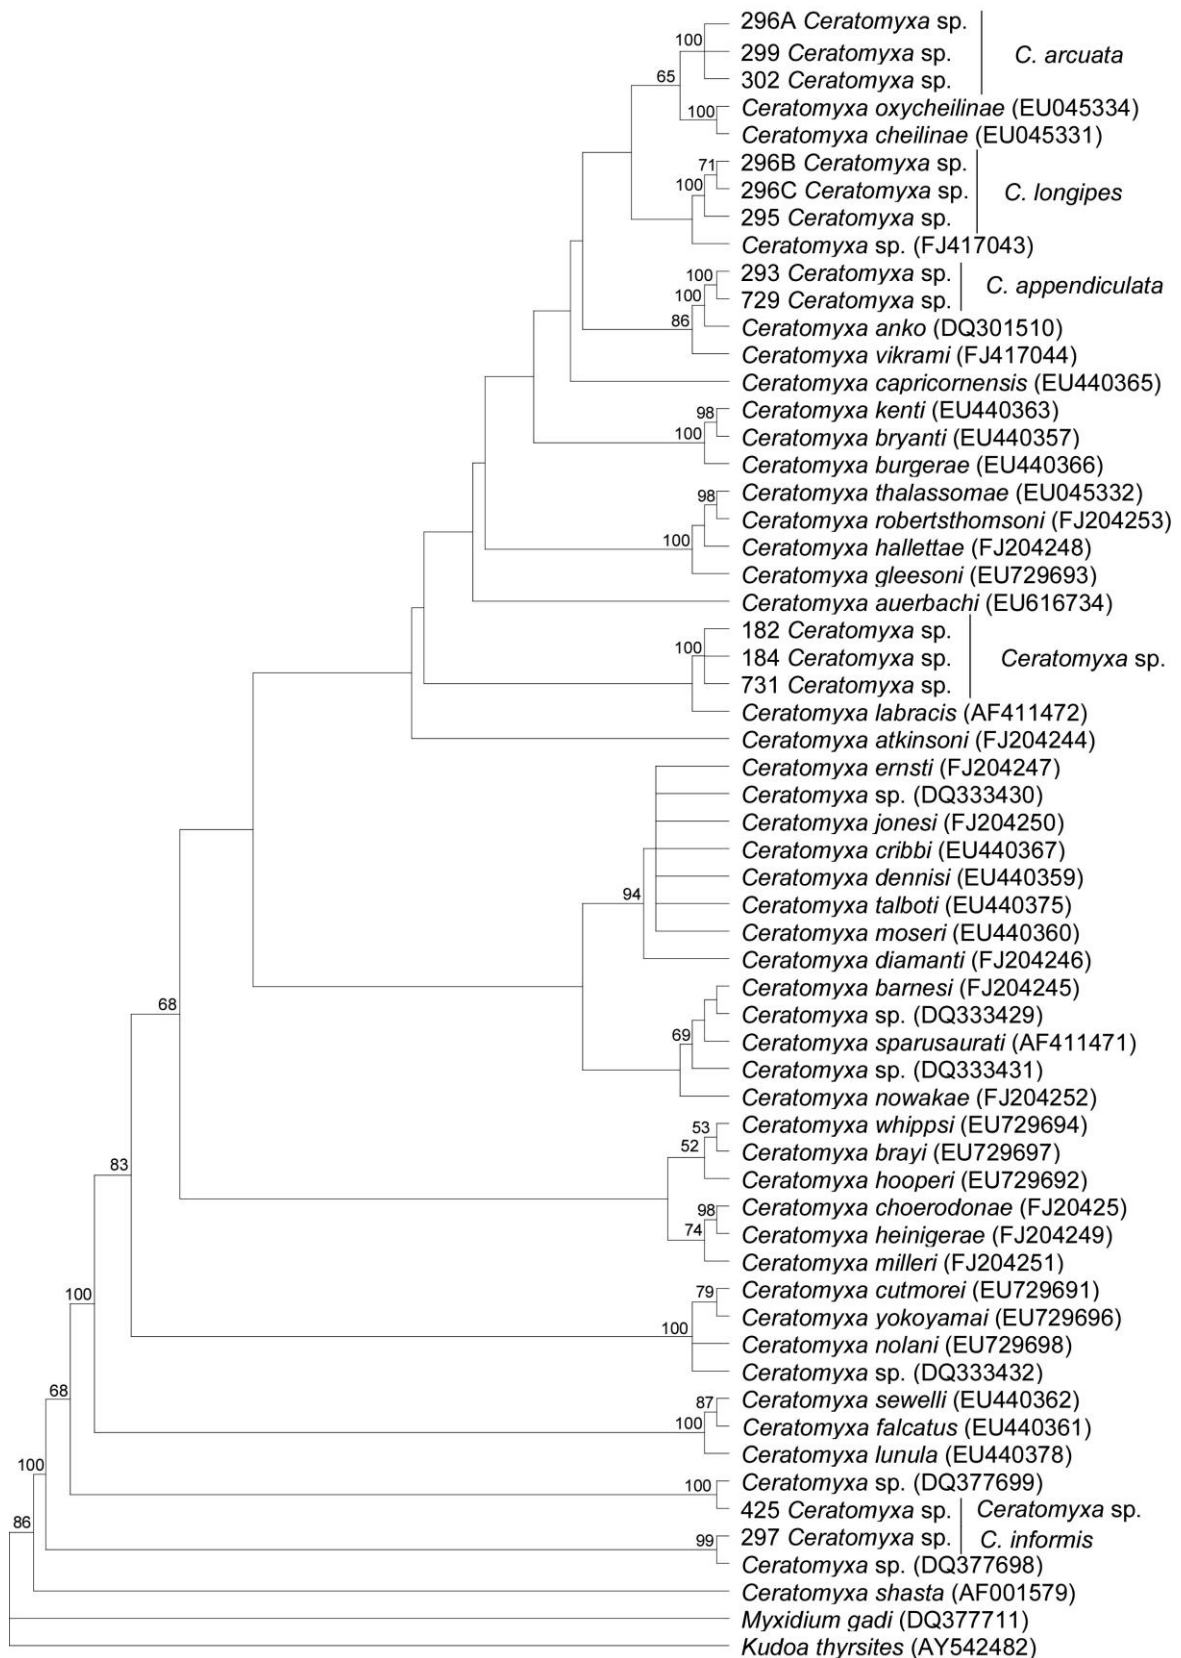 296A Ceratomyxa sp.
100
299 Ceratomyxa sp.
C. arcuata
65
302 Ceratomyxa sp.
Ceratomyxa oxycheilinae (EU045334)
100
Ceratomyxa cheilinae (EU045331)
71
296B Ceratomyxa sp.
100
296C Ceratomyxa sp.
C. longipes
295 Ceratomyxa sp.
Ceratomyxa sp. (FJ417043)
100
293 Ceratomyxa sp.
C. appendiculata
100
729 Ceratomyxa sp.
86
Ceratomyxa anko (DQ301510)
Ceratomyxa vikrami (FJ417044)
Ceratomyxa capricornensis (EU440365)
98
Ceratomyxa kenti (EU440363)
100
Ceratomyxa bryanti (EU440357)
Ceratomyxa burgerae (EU440366)
98
Ceratomyxa thalassomae (EU045332)
Ceratomyxa robertsthomsoni (FJ204253)
100
Ceratomyxa hallettae (FJ204248)
Ceratomyxa gleesoni (EU729693)
Ceratomyxa auerbachi (EU616734)
182 Ceratomyxa sp.
100
184 Ceratomyxa sp.
Ceratomyxa sp.
731 Ceratomyxa sp.
Ceratomyxa labracis (AF411472)
Ceratomyxa atkinsoni (FJ204244)
Ceratomyxa ernsti (FJ204247)
Ceratomyxa sp. (DQ333430)
Ceratomyxa jonesi (FJ204250)
Ceratomyxa cribbi (EU440367)
Ceratomyxa dennisi (EU440359)
94
Ceratomyxa talboti (EU440375)
Ceratomyxa moseri (EU440360)
Ceratomyxa diamanti (FJ204246)
Ceratomyxa barnesi (FJ204245)
68
Ceratomyxa sp. (DQ333429)
69
Ceratomyxa sparusaurati (AF411471)
Ceratomyxa sp. (DQ333431)
Ceratomyxa nowakae (FJ204252)
53
Ceratomyxa whippsi (EU729694)
52
Ceratomyxa brayi (EU729697)
83
Ceratomyxa hooperi (EU729692)
98
Ceratomyxa choerodonae (FJ20425)
74
Ceratomyxa heinigerae (FJ204249)
Ceratomyxa milleri (FJ204251)
100
79
Ceratomyxa cutmorei (EU729691)
Ceratomyxa yokoyamai (EU729696)
100
Ceratomyxa nolani (EU729698)
Ceratomyxa sp. (DQ333432)
68
87
Ceratomyxa sewelli (EU440362)
100
Ceratomyxa falcatus (EU440361)
Ceratomyxa lunula (EU440378)
100
100
Ceratomyxa sp. (DQ377699)
425 Ceratomyxa sp.
Ceratomyxa sp.
86
99
297 Ceratomyxa sp.
C. informis
Ceratomyxa sp. (DQ377698)
Ceratomyxa shasta (AF001579)
Myxidium gadi (DQ377711)
Kudoa thyrsites (AY542482)